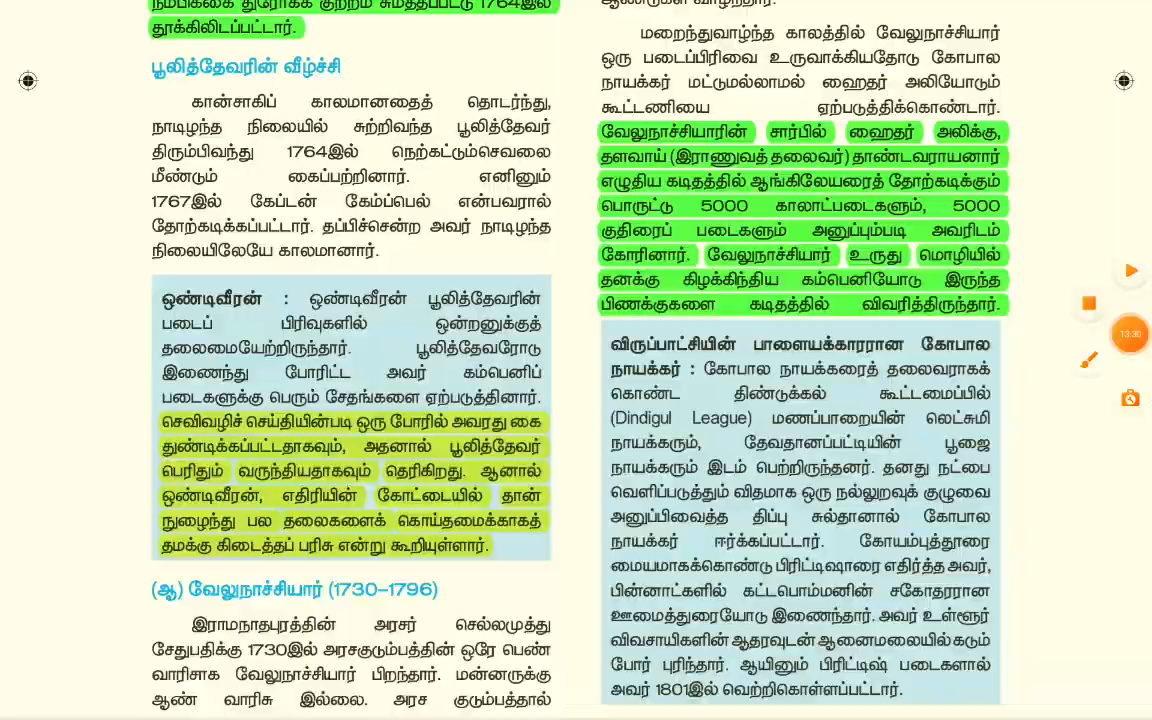 நம்பிக்கை துரோகக் குற்றம் சுமத்தப்பட்டு 1764இல்
தூக்கிலிடப்பட்டார்.
பூலித்தேவரின் வீழ்ச்சி
கான்சாகிப் காலமானதைத் தொடர்ந்து,
நாடிழந்த நிலையில் சுற்றிவந்த பூலித்தேவர்
திரும்பிவந்து 1764இல் நெற்கட்டும்செவலை
மீண்டும் கைப்பற்றினார். எனினும்
1767இல் கேப்டன் கேம்ப்பெல் என்பவரால்
தோற்கடிக்கப்பட்டார். தப்பிச்சென்ற அவர் நாடிழந்த
நிலையிலேயே காலமானார்.
ஒண்டிவீரன் : ஒண்டிவீரன் பூலித்தேவரின்
படைப் பிரிவுகளில் ஒன்றனுக்குத்
தலைமையேற்றிருந்தார். பூலித்தேவரோடு
இணைந்து போரிட்ட அவர் கம்பெனிப்
படைகளுக்கு பெரும் சேதங்களை ஏற்படுத்தினார்.
செவிவழிச் செய்தியின்படி ஒரு போரில் அவரது கை
துண்டிக்கப்பட்டதாகவும், அதனால் பூலித்தேவர்
பெரிதும் வருந்தியதாகவும் தெரிகிறது. ஆனால்
ஒண்டிவீரன், எதிரியின் கோட்டையில் தான்
நுழைந்து பல தலைகளைக் கொய்தமைக்காகத்
தமக்கு கிடைத்தப் பரிசு என்று கூறியுள்ளார்.
(ஆ) வேலுநாச்சியார் (1730–1796)
இராமநாதபுரத்தின் அரசர் செல்லமுத்து
சேதுபதிக்கு 1730இல் அரசகுடும்பத்தின் ஒரே பெண்
வாரிசாக வேலுநாச்சியார் பிறந்தார். மன்னருக்கு
ஆண் வாரிசு இல்லை. அரச குடும்பத்தால்
ஆண்டுகள் வாழ்ந்தார்.
மறைந்துவாழ்ந்த காலத்தில் வேலுநாச்சியார்
ஒரு படைப்பிரிவை உருவாக்கியதோடு கோபால
நாயக்கர் மட்டுமல்லாமல் ஹைதர் அலியோடும்
கூட்டணியை ஏற்படுத்திக்கொண்டார்.
வேலுநாச்சியாரின் சார்பில் ஹைதர் அலிக்கு,
தளவாய் (இராணுவத் தலைவர்) தாண்டவராயனார்
எழுதிய கடிதத்தில் ஆங்கிலேயரைத் தோற்கடிக்கும்
பொருட்டு 5000 காலாட்படைகளும், 5000
குதிரைப் படைகளும் அனுப்பும்படி அவரிடம்
கோரினார். வேலுநாச்சியார் உருது மொழியில்
தனக்கு கிழக்கிந்திய கம்பெனியோடு இருந்த
பிணக்குகளை கடிதத்தில் விவரித்திருந்தார்.
விருப்பாட்சியின் பாளையக்காரரான கோபால
நாயக்கர் : கோபால நாயக்கரைத் தலைவராகக்
கொண்ட திண்டுக்கல் கூட்டமைப்பில்
(Dindigul League) மணப்பாறையின் லெட்சுமி
நாயக்கரும், தேவதானப்பட்டியின் பூஜை
நாயக்கரும் இடம் பெற்றிருந்தனர். தனது நட்பை
வெளிப்படுத்தும் விதமாக ஒரு நல்லுறவுக் குழுவை
அனுப்பிவைத்த திப்பு சுல்தானால் கோபால
நாயக்கர் ஈர்க்கப்பட்டார். கோயம்புத்தூரை
மையமாகக்கொண்டு பிரிட்டிஷாரை எதிர்த்த அவர்,
பின்னாட்களில் கட்டபொம்மனின் சகோதரரான
ஊமைத்துரையோடு இணைந்தார். அவர் உள்ளூர்
விவசாயிகளின் ஆதரவுடன் ஆனைமலையில் கடும்
போர் புரிந்தார். ஆயினும் பிரிட்டிஷ் படைகளால்
அவர் 1801இல் வெற்றிகொள்ளப்பட்டார்.
13:30